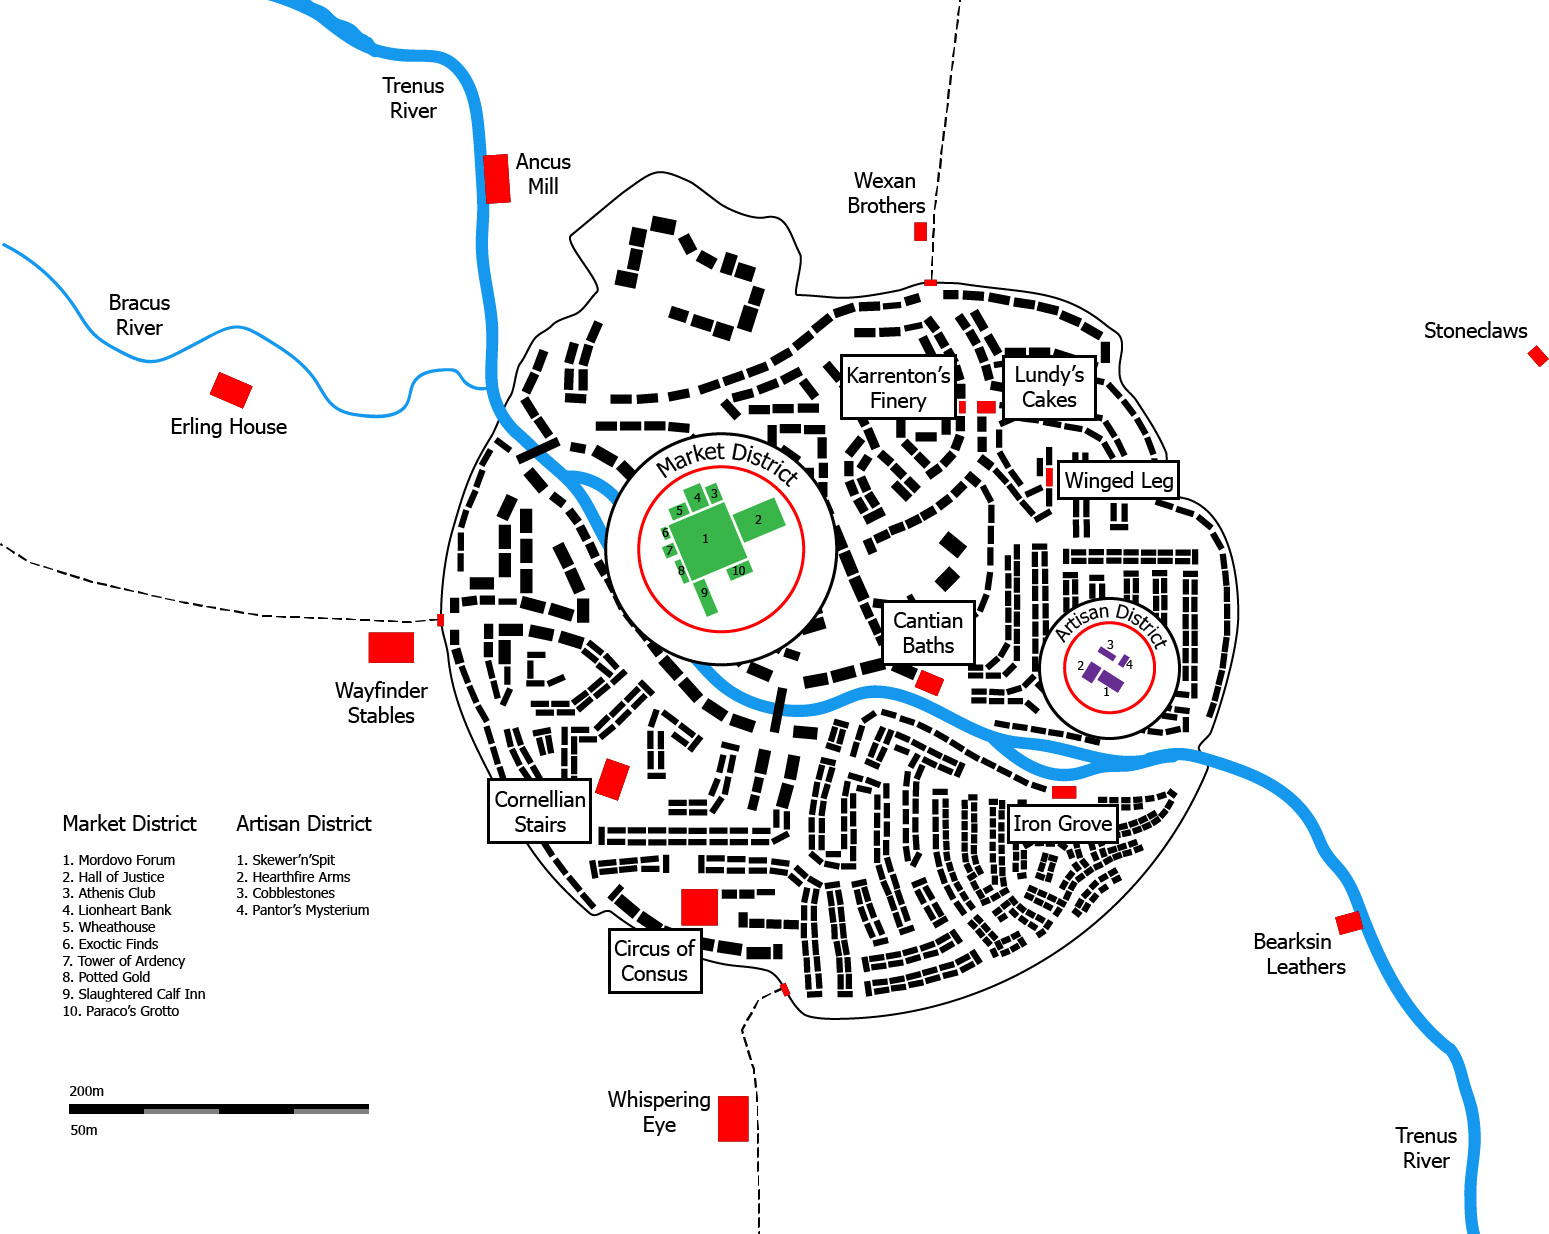 Trenus
River
Ancus
Mill
Wexan
Brothers
Bracus
River
Stoneclaws
Erling House
Karrenton's
Finery
Lundy's
Cakes
Market District
Winged Leg
1
2
3
4
5
6
7
8
9
10
Cantian
Baths
Artisan District
1
2
3
4
Wayfinder
Stables
Cornellian
Stairs
Iron Grove
Circus of
Consus
Bearksin
Leathers
Market District
1. Mordovo Forum
2. Hall of Justice
3. Athenis Club
4. Lionheart Bank
5. Wheathouse
6. Exoctic Finds
7. Tower of Ardency
8. Potted Gold
9. Slaughtered Calf Inn
10. Paraco's Grotto
Artisan District
1. Skewer'n'Spit
2. Hearthfire Arms
3. Cobblestones
4. Pantor's Mysterium
200m
50m
Whispering
Eye
Trenus
River